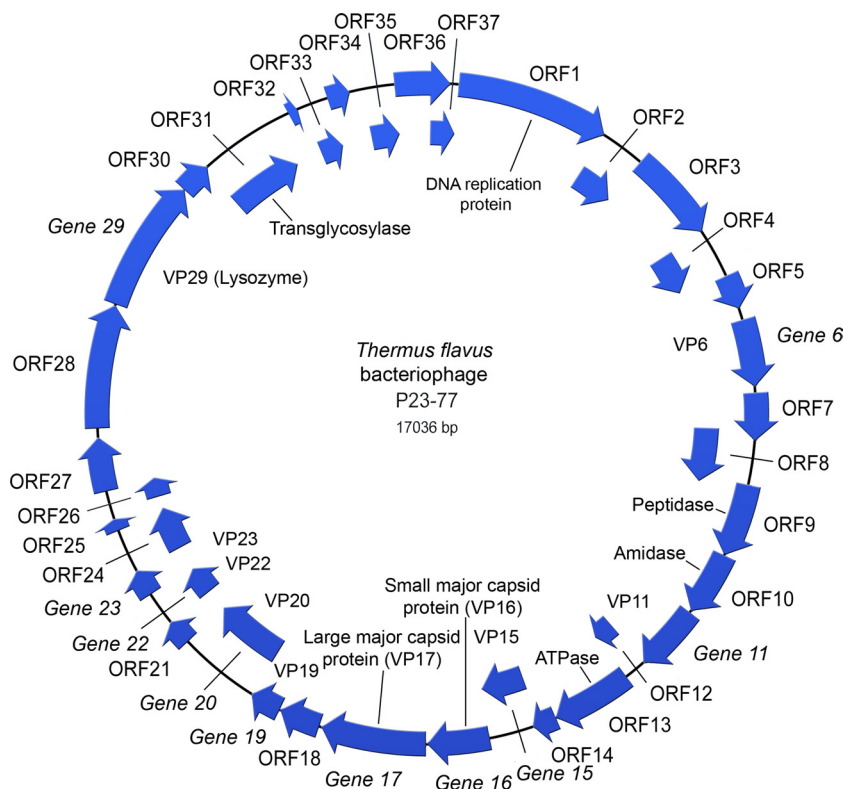 ORF35
ORF34
ORF36
ORF37
ORF33
ORF32
ORF1
ORF31
ORF2
ORF30
ORF3
DNA replication
protein
Gene 29
Transglycosylase
ORF4
VP29 (Lysozyme)
ORF5
Gene 6
VP6
Thermus flavus
bacteriophage
P23-77
17036 bp
ORF28
ORF7
ORF8
ORF27
Peptidase
ORF26
ORF9
ORF25
VP23
Amidase
ORF24
VP22
Small major capsid
protein (VP16)
ORF10
Gene 23
VP20
VP11
Gene 22
Large major capsid
protein (VP17)
VP15
Gene 11
ORF21
VP19
ATPase
ORF12
Gene 20
ORF13
Gene 19
ORF18
ORF14
Gene 17
Gene 16
Gene 15